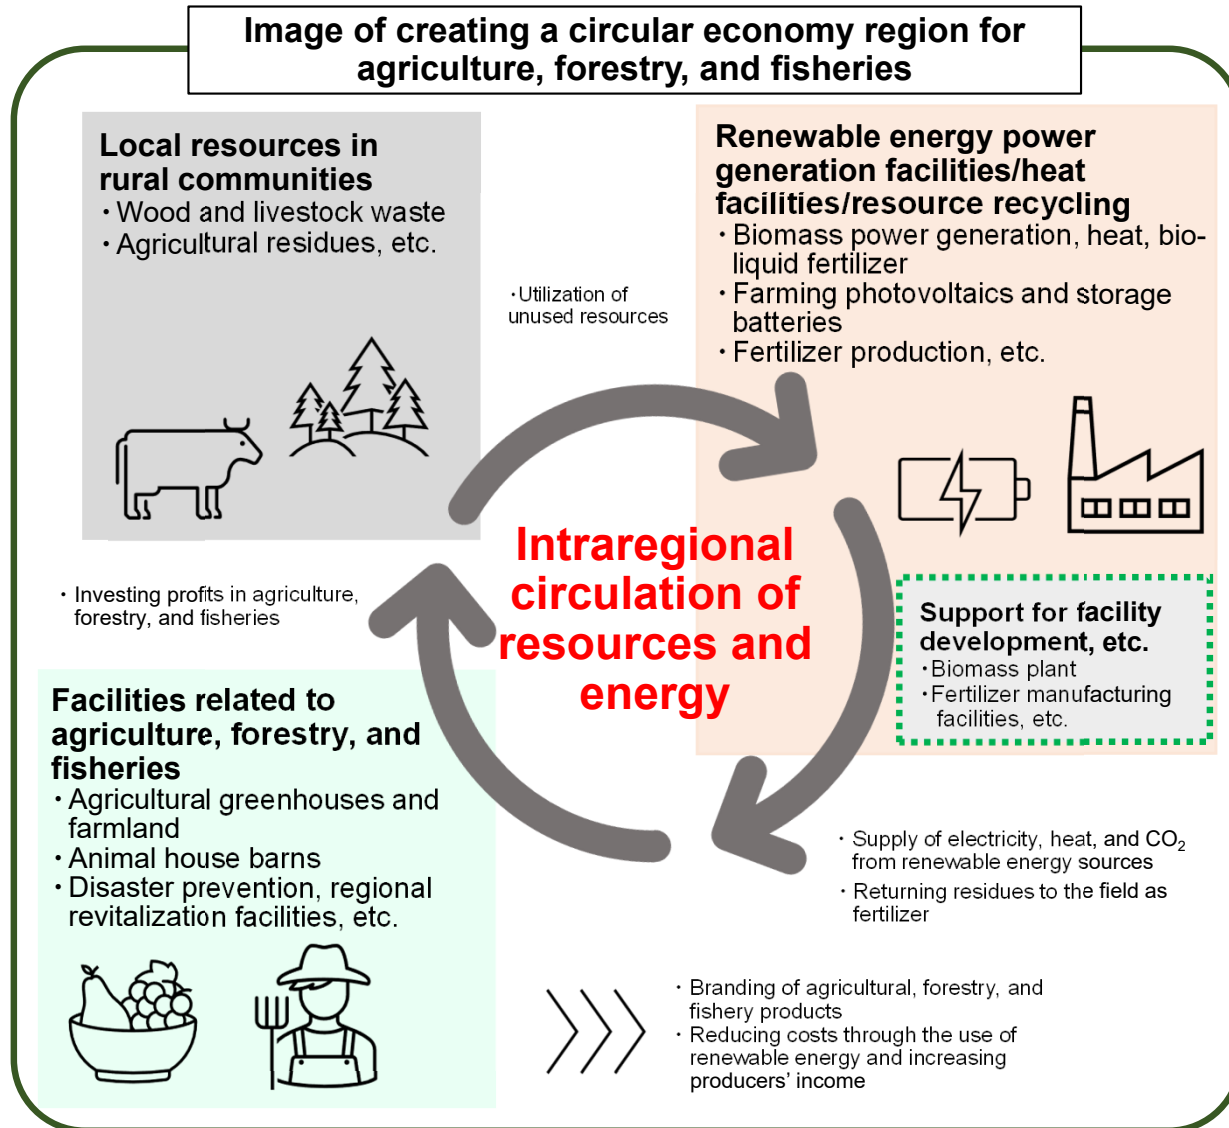 Image of creating a circular economy region for
agriculture, forestry, and fisheries
Local resources in
rural communities
・Wood and livestock waste
・Agricultural residues, etc.
・Utilization of
unused resources
Renewable energy power
generation facilities/heat
facilities/resource recycling
・Biomass power generation, heat, bio-
liquid fertilizer
・Farming photovoltaics and storage
batteries
・Fertilizer production, etc.
Intraregional
circulation of
resources and
energy
Support for facility
development, etc.
・Biomass plant
・Fertilizer manufacturing
facilities, etc.
・Investing profits in agriculture,
forestry, and fisheries
Facilities related to
agriculture, forestry, and
fisheries
・Agricultural greenhouses and
farmland
・Animal house barns
・Disaster prevention, regional
revitalization facilities, etc.
・Supply of electricity, heat, and CO₂
from renewable energy sources
・Returning residues to the field as
fertilizer
・Branding of agricultural, forestry, and
fishery products
・Reducing costs through the use of
renewable energy and increasing
producers' income